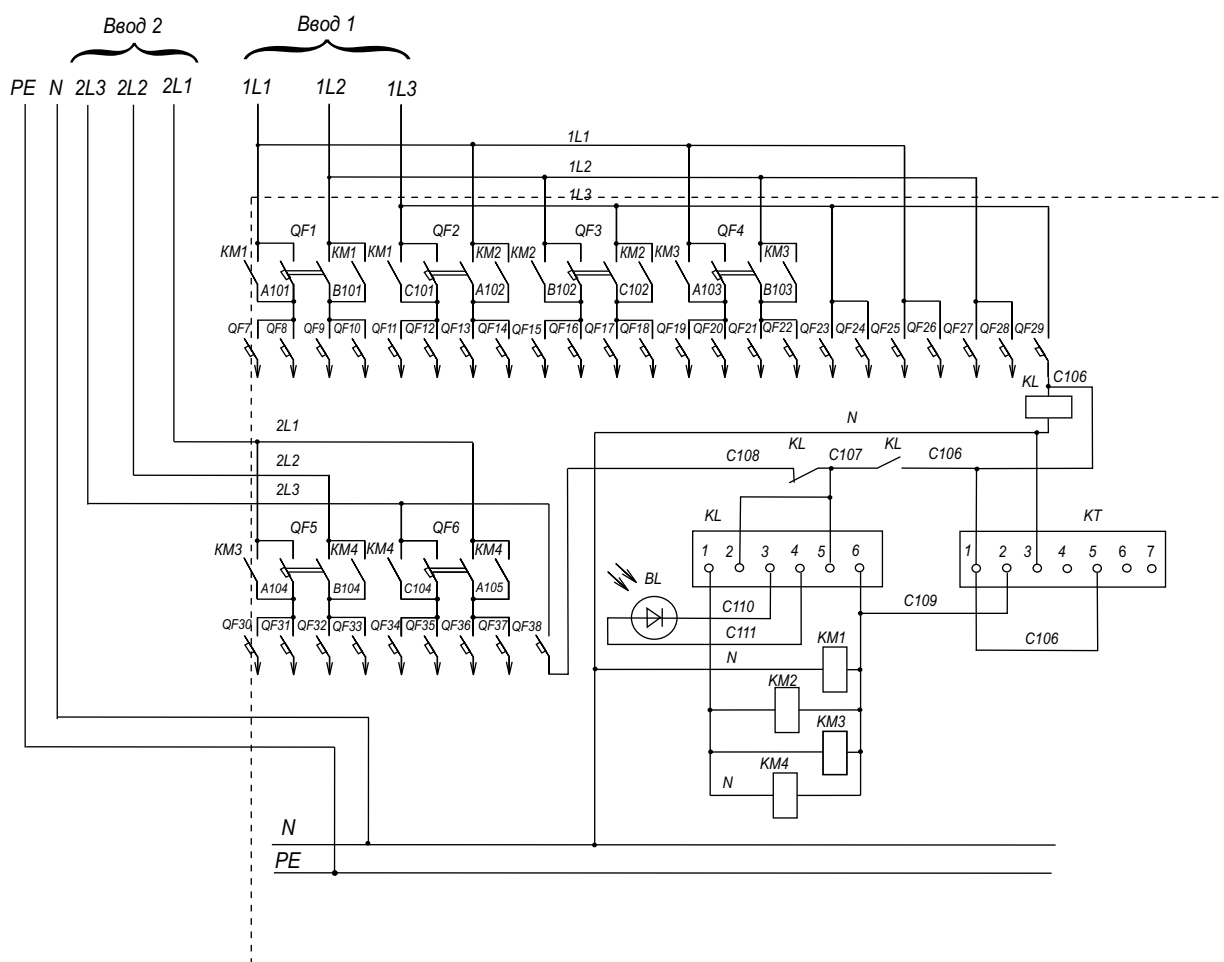 Ввод 2 Ввод 1
PE N 2L3 2L2 2L1 1L1 1L2 1L3
1L1
1L2
1L3
QF1 QF2 QF3 QF4
KM1 KM1 KM1 KM2 KM2 KM2 KM3 KM3
A101 B101 C101 A102 B102 C102 A103 B103
QF7 QF8 QF9 QF10 QF11 QF12 QF13 QF14 QF15 QF16 QF17 QF18 QF19 QF20 QF21 QF22 QF23 QF24 QF25 QF26 QF27 QF28 QF29
KL C106
N
2L1
2L2
2L3
C108 KL C107 KL C106
QF5 QF6
KM3 KM4 KM4 KM4
A104 B104 C104 A105
KL KT
1 2 3 4 5 6 1 2 3 4 5 6 7
BL
C110 C109
C111 C106
QF30 QF31 QF32 QF33 QF34 QF35 QF36 QF37 QF38
N KM1
KM2
KM3
N KM4
N
PE